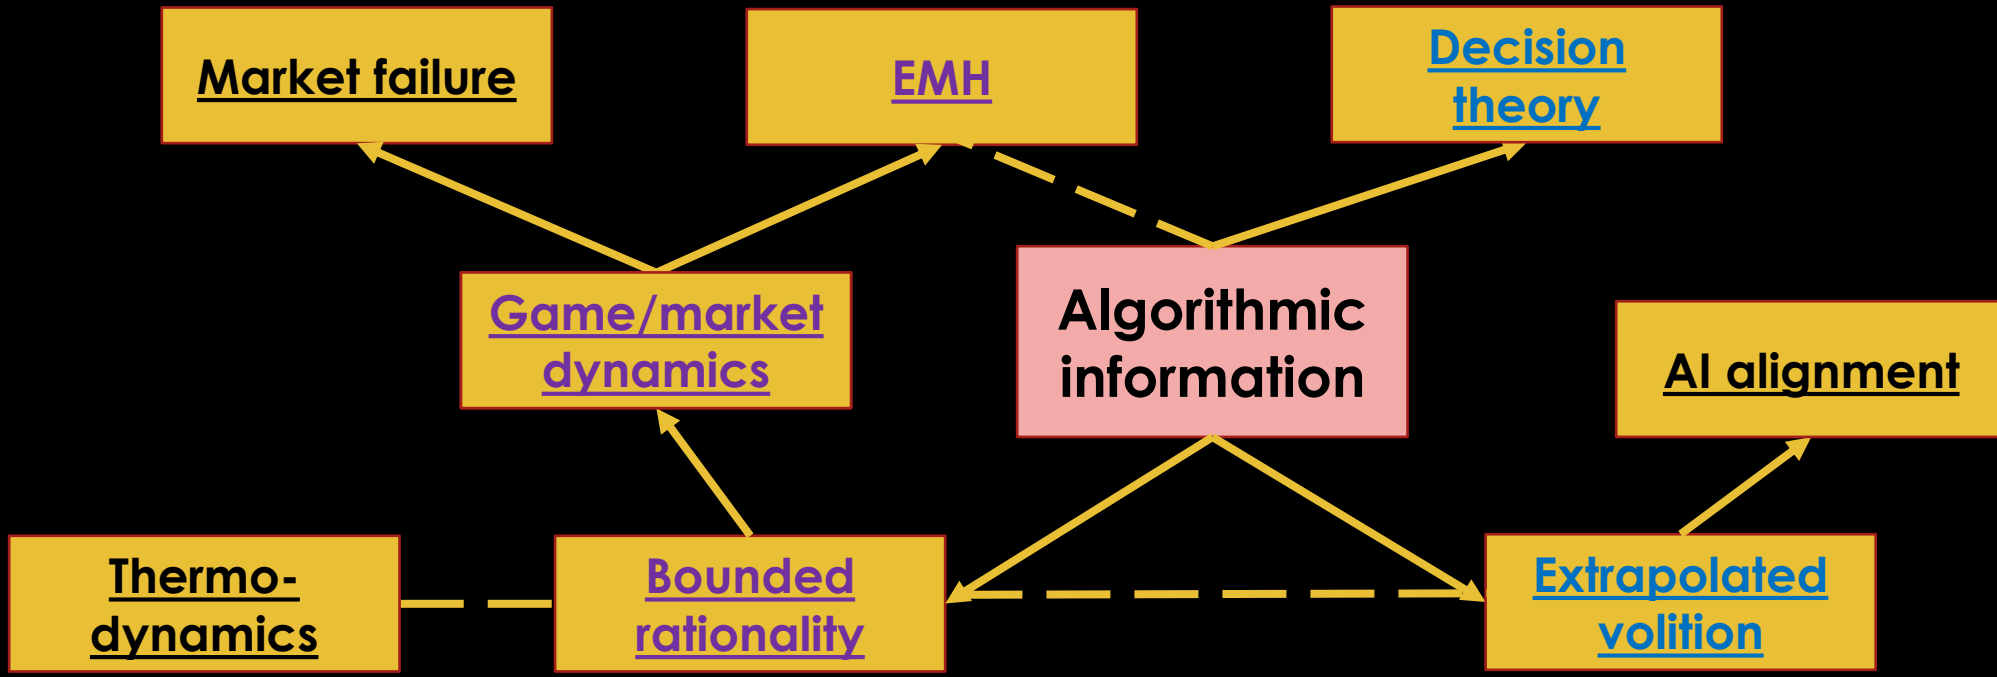 Market failure
EMH
Decision
theory
Game/market
dynamics
Algorithmic
information
AI alignment
Thermo-
dynamics
Bounded
rationality
Extrapolated
volition